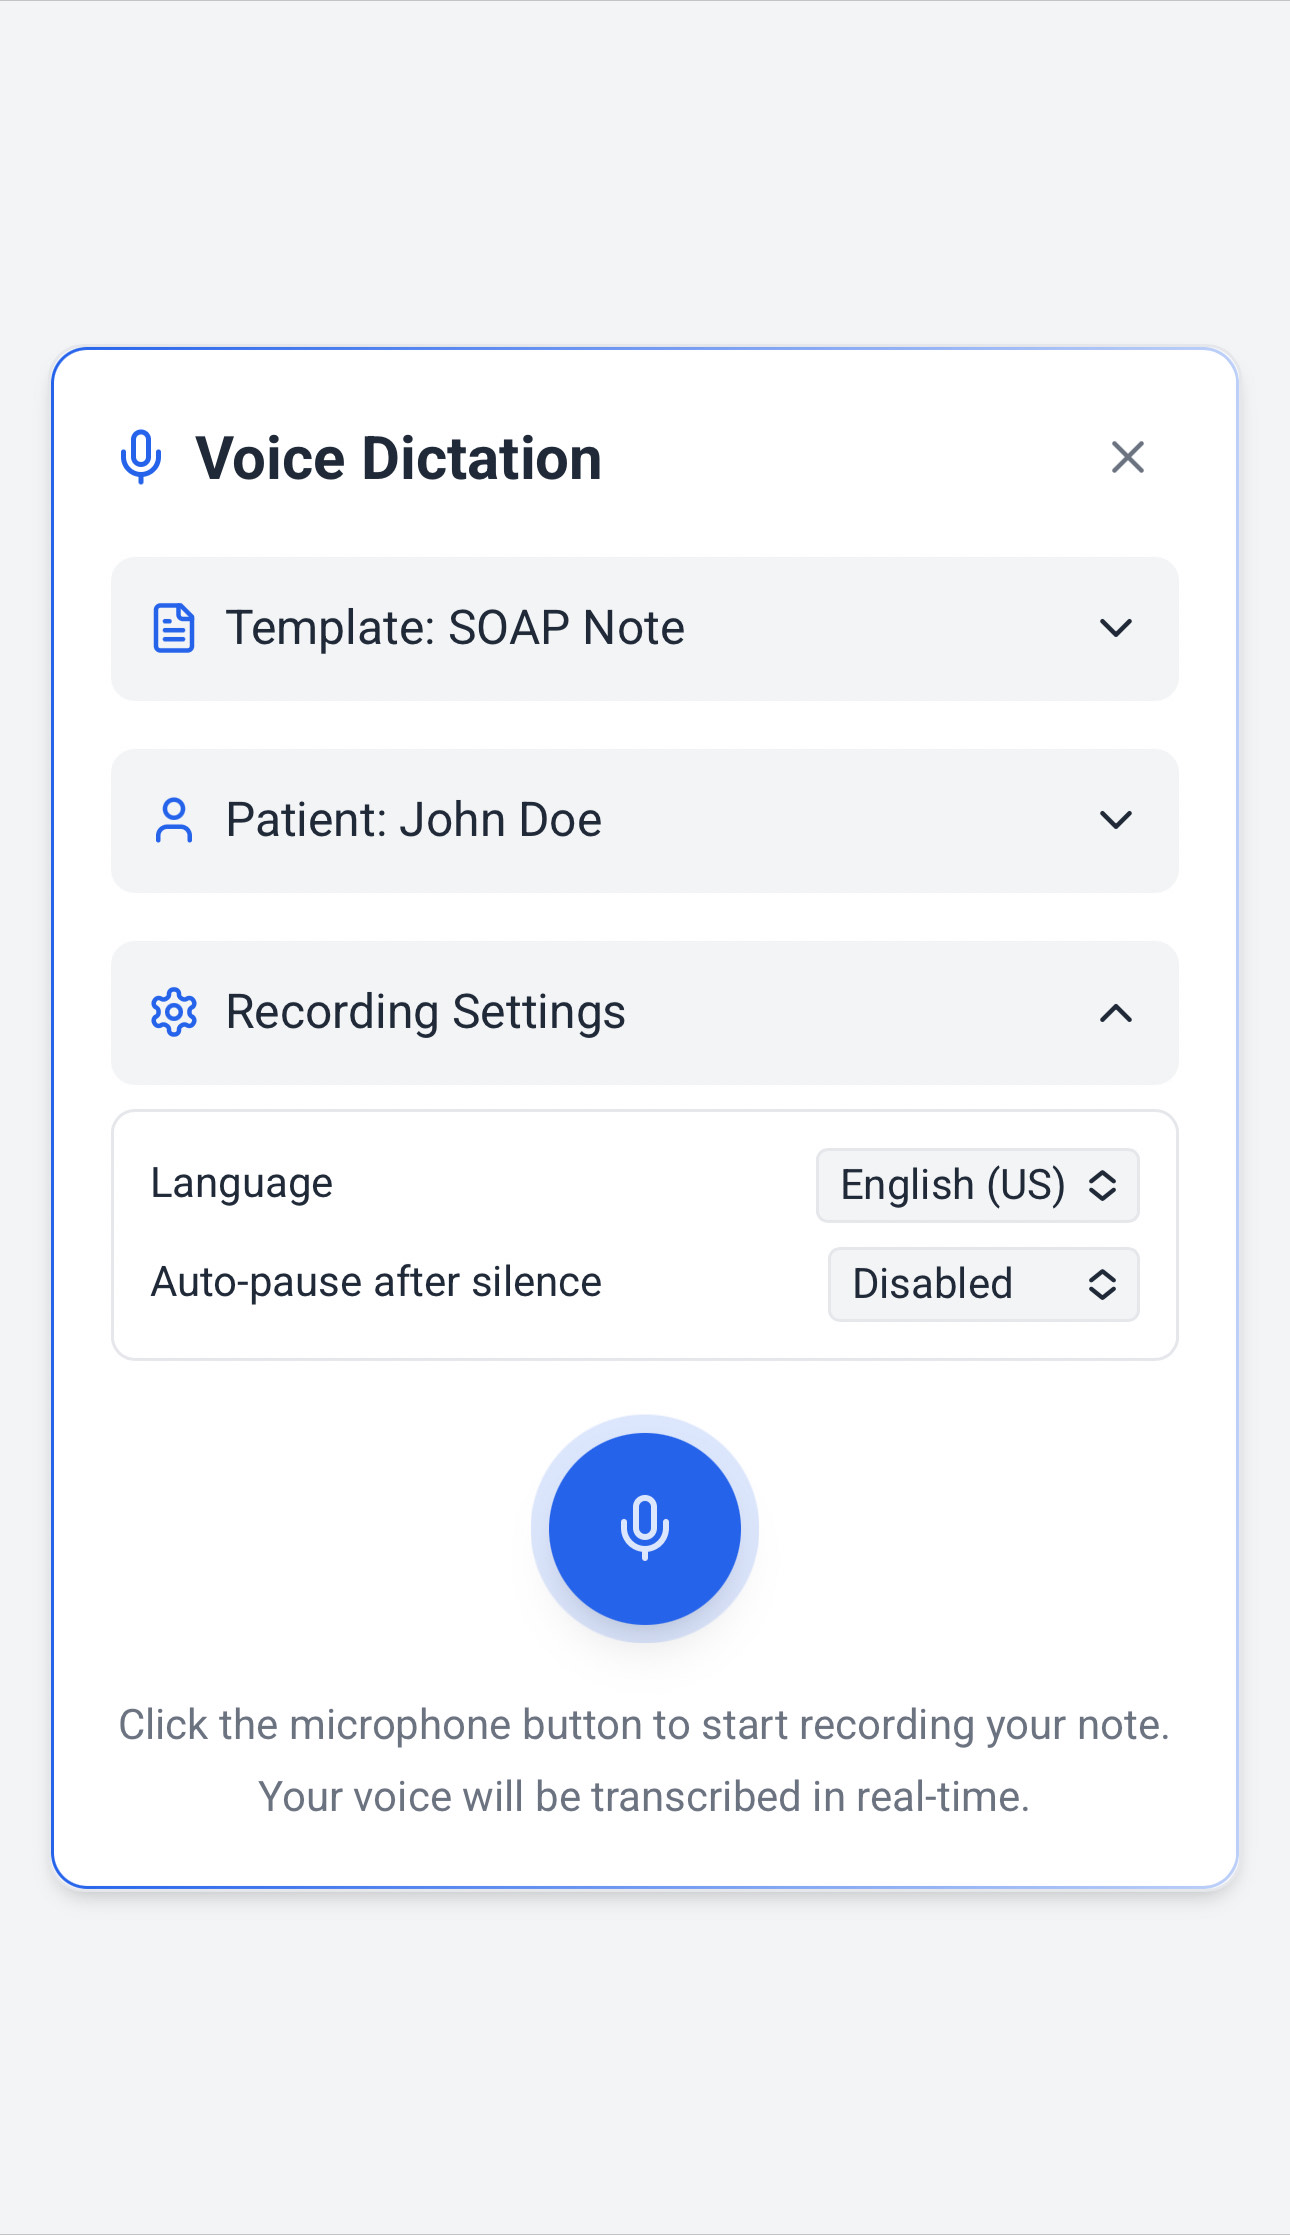 Voice Dictation
Template: SOAP Note
Patient: John Doe
Recording Settings
Language
English (US)
Auto-pause after silence
Disabled
Click the microphone button to start recording your note.
Your voice will be transcribed in real-time.